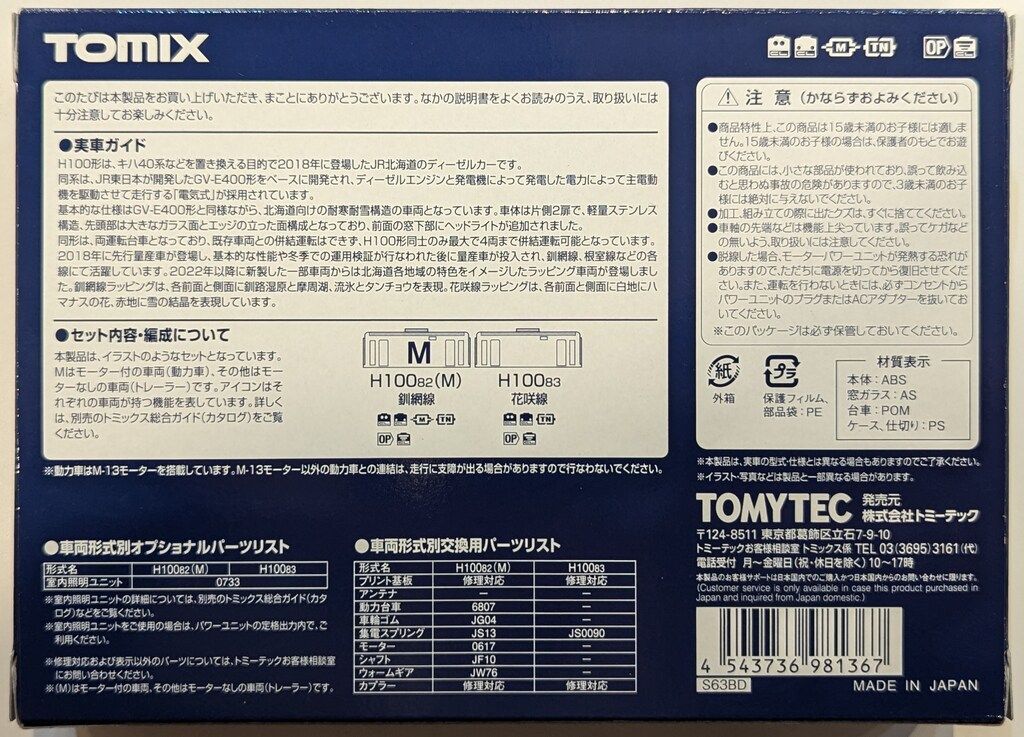 TOMIX
M TN OP
このたびは本製品をお買い上げいただき、まことにありがとうございます。なかの説明書をよくお読みのうえ、取り扱いには
十分注意してお楽しみください。
●実車ガイド
H100形は、キハ40系などを置き換える目的で2018年に登場したJR北海道のディーゼルカーです。
同系は、JR東日本が開発したGV-E400形をベースに開発され、ディーゼルエンジンと発電機によって発電した電力によって主電動
機を駆動させて走行する「電気式」が採用されています。
基本的な仕様はGV-E400形と同様ながら、北海道向けの耐寒耐雪構造の車両となっています。車体は片側2扉で、軽量ステンレス
構造、先頭部は大きなガラス面とエッジの立った面構成となっており、前面の窓下部にヘッドライトが追加されました。
同形は、両運転台車となっており、既存車両との併結運転はできず、H100形同士のみ最大で4両まで併結運転可能となっています。
2018年に先行量産車が登場し、基本的な性能や冬季での運用検証が行なわれた後に量産車が投入され、釧網線、根室線などの各
線にて活躍しています。2022年以降に新製した一部車両からは北海道各地域の特色をイメージしたラッピング車両が登場しまし
た。釧網線ラッピングは、各前面と側面に釧路湿原と摩周湖、流氷とタンチョウを表現。花咲線ラッピングは、各前面と側面に白地にハ
マナスの花、赤地に雪の結晶を表現しています。
●セット内容・編成について
本製品は、イラストのようなセットとなっています。
Mはモーター付の車両(動力車)、その他はモー
ターなしの車両(トレーラー)です。アイコンはそ
れぞれの車両が持つ機能を表しています。詳しく
は、別売のトミックス総合ガイド(カタログ)をご覧
ください。
M
H10082(M) H10083
釧網線 花咲線
M TN TN
OP OP
※動力車はM-13モーターを搭載しています。M-13モーター以外の動力車との連結は、走行に支障が出る場合がありますので行なわないでください。
●車両形式別オプショナルパーツリスト
形式名 H10082(M) H10083
室内照明ユニット 0733
※室内照明ユニットの詳細については、別売のトミックス総合ガイド(カタ
ログ)などをご覧ください。
※室内照明ユニットをご使用の場合は、パワーユニットの定格出力内で、ご
利用ください。
※修理対応および表示以外のパーツについては、トミーテックお客様相談室
にお問い合わせください。
※(M)はモーター付の車両、その他はモーターなしの車両(トレーラー)です。
●車両形式別交換用パーツリスト
形式名 H10082(M) H10083
プリント基板 修理対応 修理対応
アンテナ － －
動力台車 6807 －
車輪ゴム JG04 －
集電スプリング JS13 JS0090
モーター 0617 －
シャフト JF10 －
ウォームギア JW76 －
カプラー 修理対応 修理対応
⚠注 意 (かならずおよみください)
●商品特性上、この商品は15歳未満のお子様には適しま
せん。15歳未満のお子様の場合は、保護者のもとでお遊
びください。
●この商品には、小さな部品が使われており、誤って飲み込
むと思わぬ事故の危険がありますので、3歳未満のお子様
には絶対に与えないでください。
●加工、組み立ての際に出たクズは、すぐに捨ててください。
●車軸の先端などは機能上尖っています。誤ってケガなど
の無いよう、取り扱いには注意してください。
●脱線した場合、モーター・パワーユニットが発熱する恐れが
ありますので、ただちに電源を切ってから復旧させてくだ
さい。また、運転を行わないときには、必ずコンセントから
パワーユニットのプラグまたはACアダプターを抜いてお
いてください。
※このパッケージは必ず保管しておいてください。
紙
外箱
プラ
保護フィルム、
部品袋：PE
材質表示
本体：ABS
窓ガラス：AS
台車：POM
ケース、仕切り：PS
※本製品は、実車の型式・仕様とは異なる場合もありますのでご了承ください。
※イラスト・写真などは製品と一部異なる場合があります。
TOMYTEC 発売元
株式会社トミーテック
〒124-8511 東京都葛飾区立石7-9-10
トミーテックお客様相談室 トミックス係 TEL 03(3695)3161(代)
電話受付 月～金曜日(祝・休日を除く) 10～17時
本製品のお客様サポートは日本国内でのご購入かつ日本国内からのお問い合わせに限ります。
(Customer service is only available in case this product purchased in
Japan and inquired from Japan domestic.)
4 543736 981367
S63BD
MADE IN JAPAN